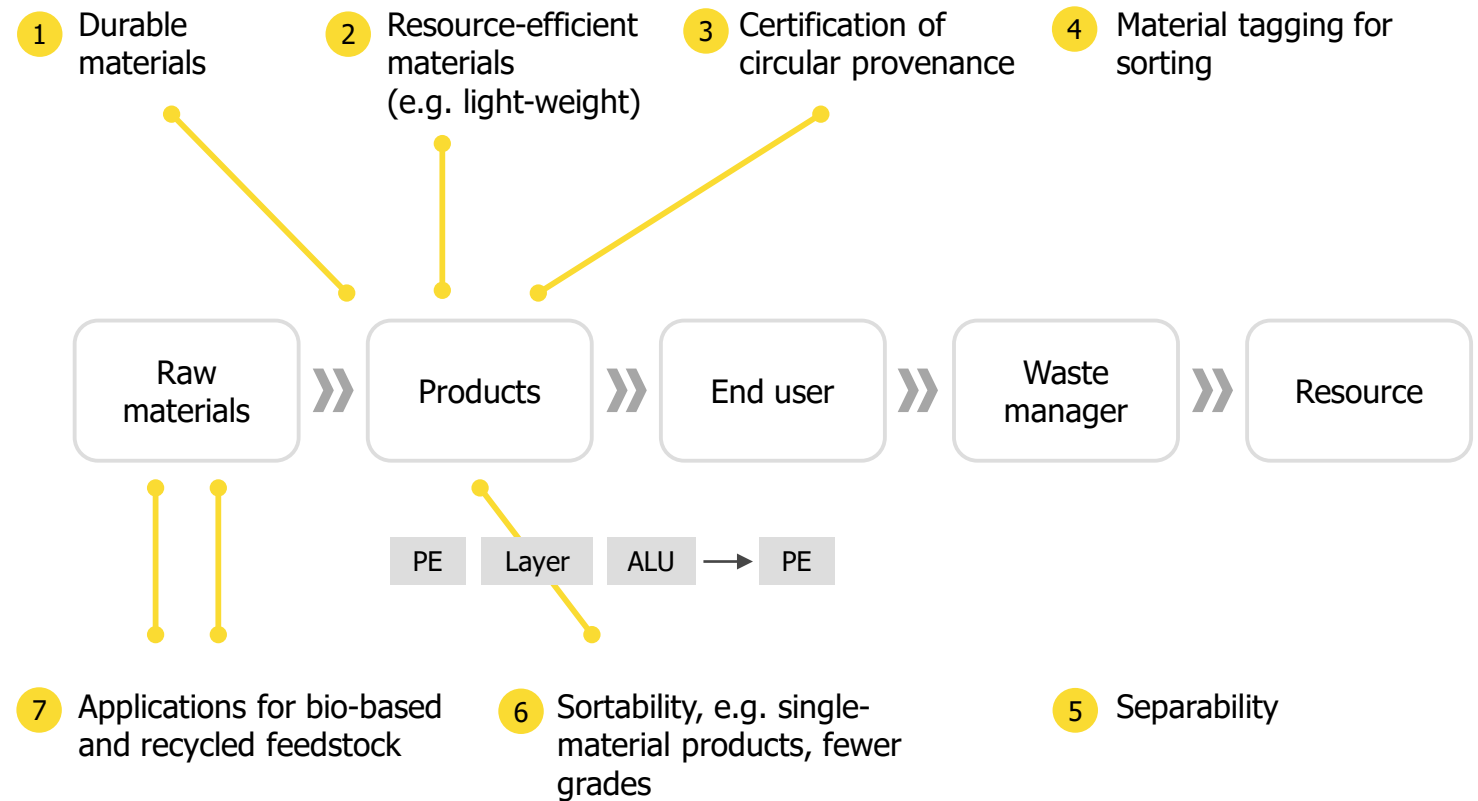 1 Durable
materials
2 Resource-efficient
materials
(e.g. light-weight)
3 Certification of
circular provenance
4 Material tagging for
sorting
Raw
materials
Products
End user
Waste
manager
Resource
PE Layer ALU PE
7 Applications for bio-based
and recycled feedstock
6 Sortability, e.g. single-
material products, fewer
grades
5 Separability